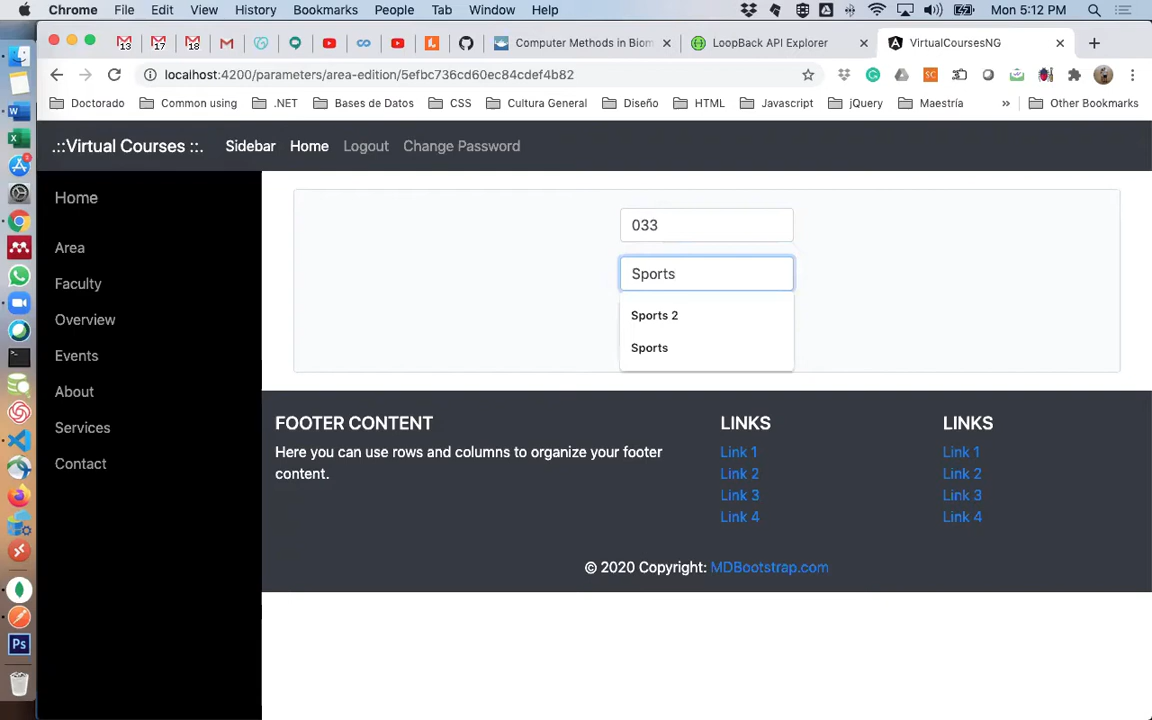 Chrome File Edit View History Bookmarks People Tab Window Help Mon 5:12 PM
13 17 18 Computer Methods in Biom LoopBack API Explorer VirtualCoursesNG
localhost:4200/parameters/area-edition/5efbc736cd60ec84cdef4b82
Doctorado Common using .NET Bases de Datos CSS Cultura General Diseño HTML Javascript jQuery Maestría » Other Bookmarks
.::Virtual Courses ::. Sidebar Home Logout Change Password
Home
Area
Faculty
Overview
Events
About
Services
Contact
033
Sports
Sports 2
Sports
FOOTER CONTENT
Here you can use rows and columns to organize your footer
content.
LINKS
Link 1
Link 2
Link 3
Link 4
LINKS
Link 1
Link 2
Link 3
Link 4
© 2020 Copyright: MDBootstrap.com
Ps